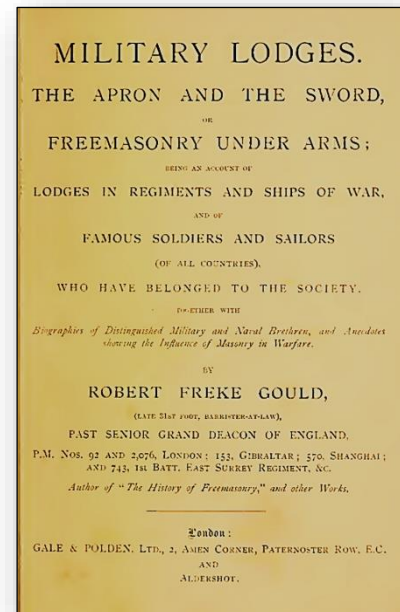 MILITARY LODGES.
THE APRON AND THE SWORD,
OR
FREEMASONRY UNDER ARMS;
BEING AN ACCOUNT OF
LODGES IN REGIMENTS AND SHIPS OF WAR,
AND OF
FAMOUS SOLDIERS AND SAILORS
(OF ALL COUNTRIES),
WHO HAVE BELONGED TO THE SOCIETY.
TOGETHER WITH
Biographies of Distinguished Military and Naval Brethren, and Anecdotes
showing the Influence of Masonry in Warfare.
BY
ROBERT FREKE GOULD,
(LATE 31ST FOOT, BARRISTER-AT-LAW),
PAST SENIOR GRAND DEACON OF ENGLAND,
P.M. NOS. 92 AND 2,076, LONDON; 153, GIBRALTAR; 570, SHANGHAI;
AND 743, 1ST BATT. EAST SURREY REGIMENT, &C.
Author of "The History of Freemasonry," and other Works.
London:
GALE & POLDEN, LTD., 2, AMEN CORNER, PATERNOSTER ROW, E.C.
AND
ALDERSHOT.